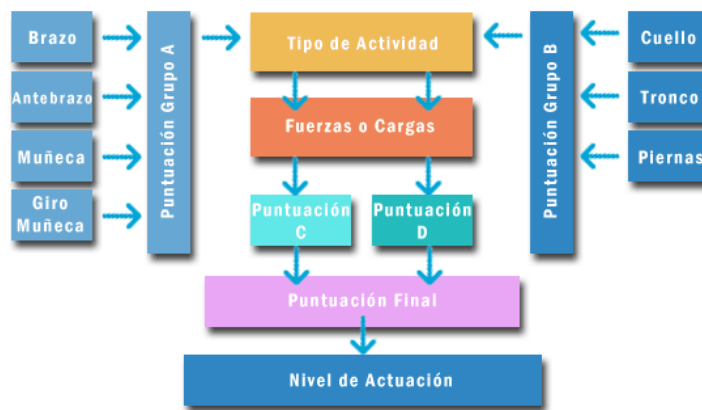 Brazo
Antebrazo
Muñeca
Giro
Muñeca
Puntuación Grupo A
Tipo de Actividad
Fuerzas o Cargas
Puntuación
C
Puntuación
D
Puntuación Final
Nivel de Actuación
Puntuación Grupo B
Cuello
Tronco
Piernas